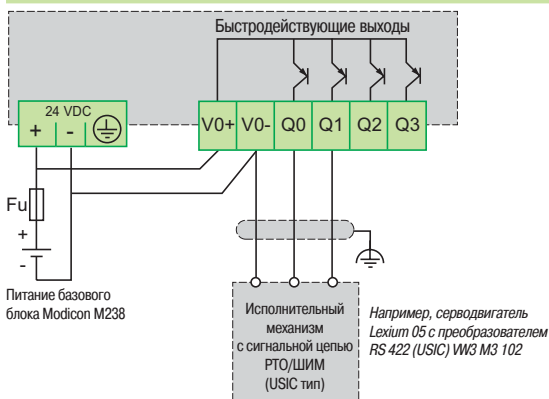 Быстродействующие выходы
24 VDC
+ -
V0+ V0- Q0 Q1 Q2 Q3
Fu
+
-
Питание базового
блока Modicon M238
Исполнительный
механизм
с сигнальной цепью
PTO/ШИМ
(USIC тип)
Например, серводвигатель
Lexium 05 с преобразователем
RS 422 (USIC) VW3 M3 102